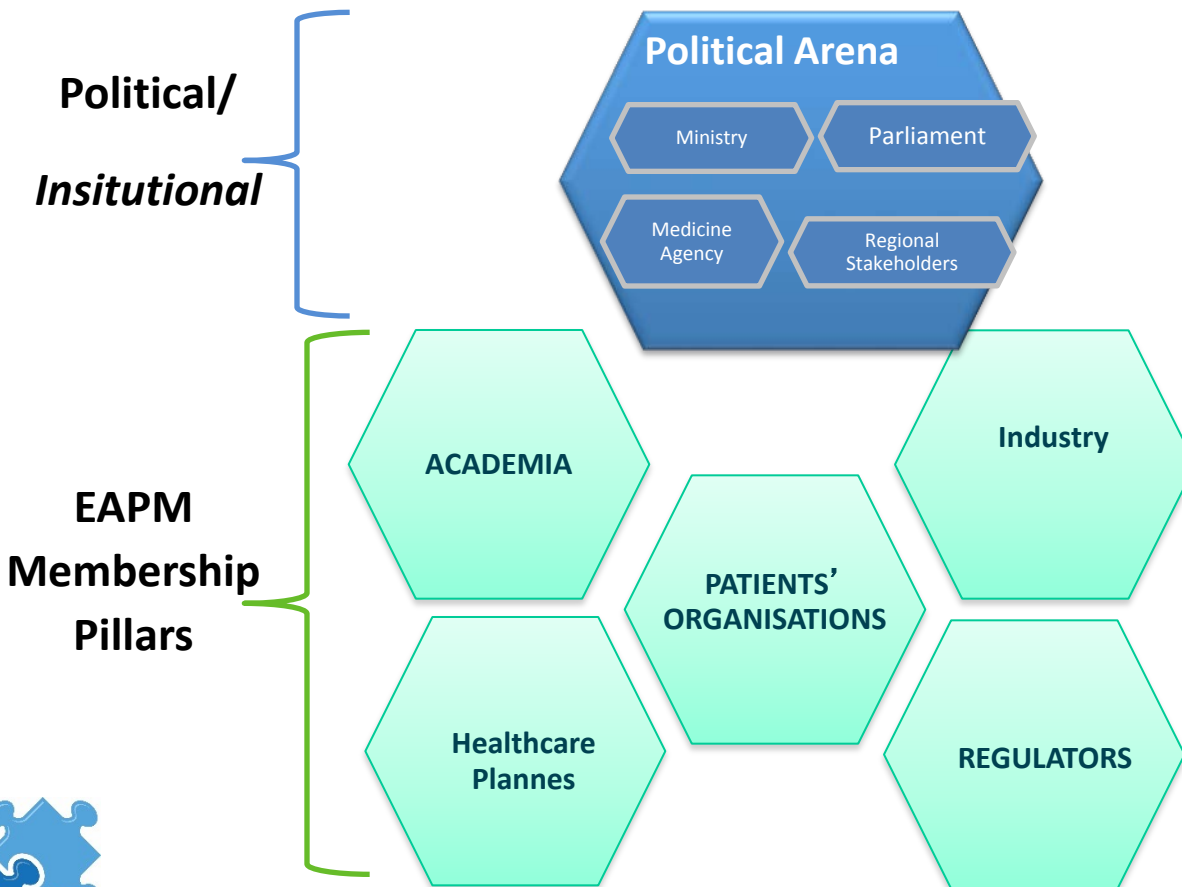 Political/
Insitutional
Political Arena
Ministry
Parliament
Medicine
Agency
Regional
Stakeholders
EAPM
Membership
Pillars
ACADEMIA
Industry
PATIENTS’
ORGANISATIONS
Healthcare
Plannes
REGULATORS